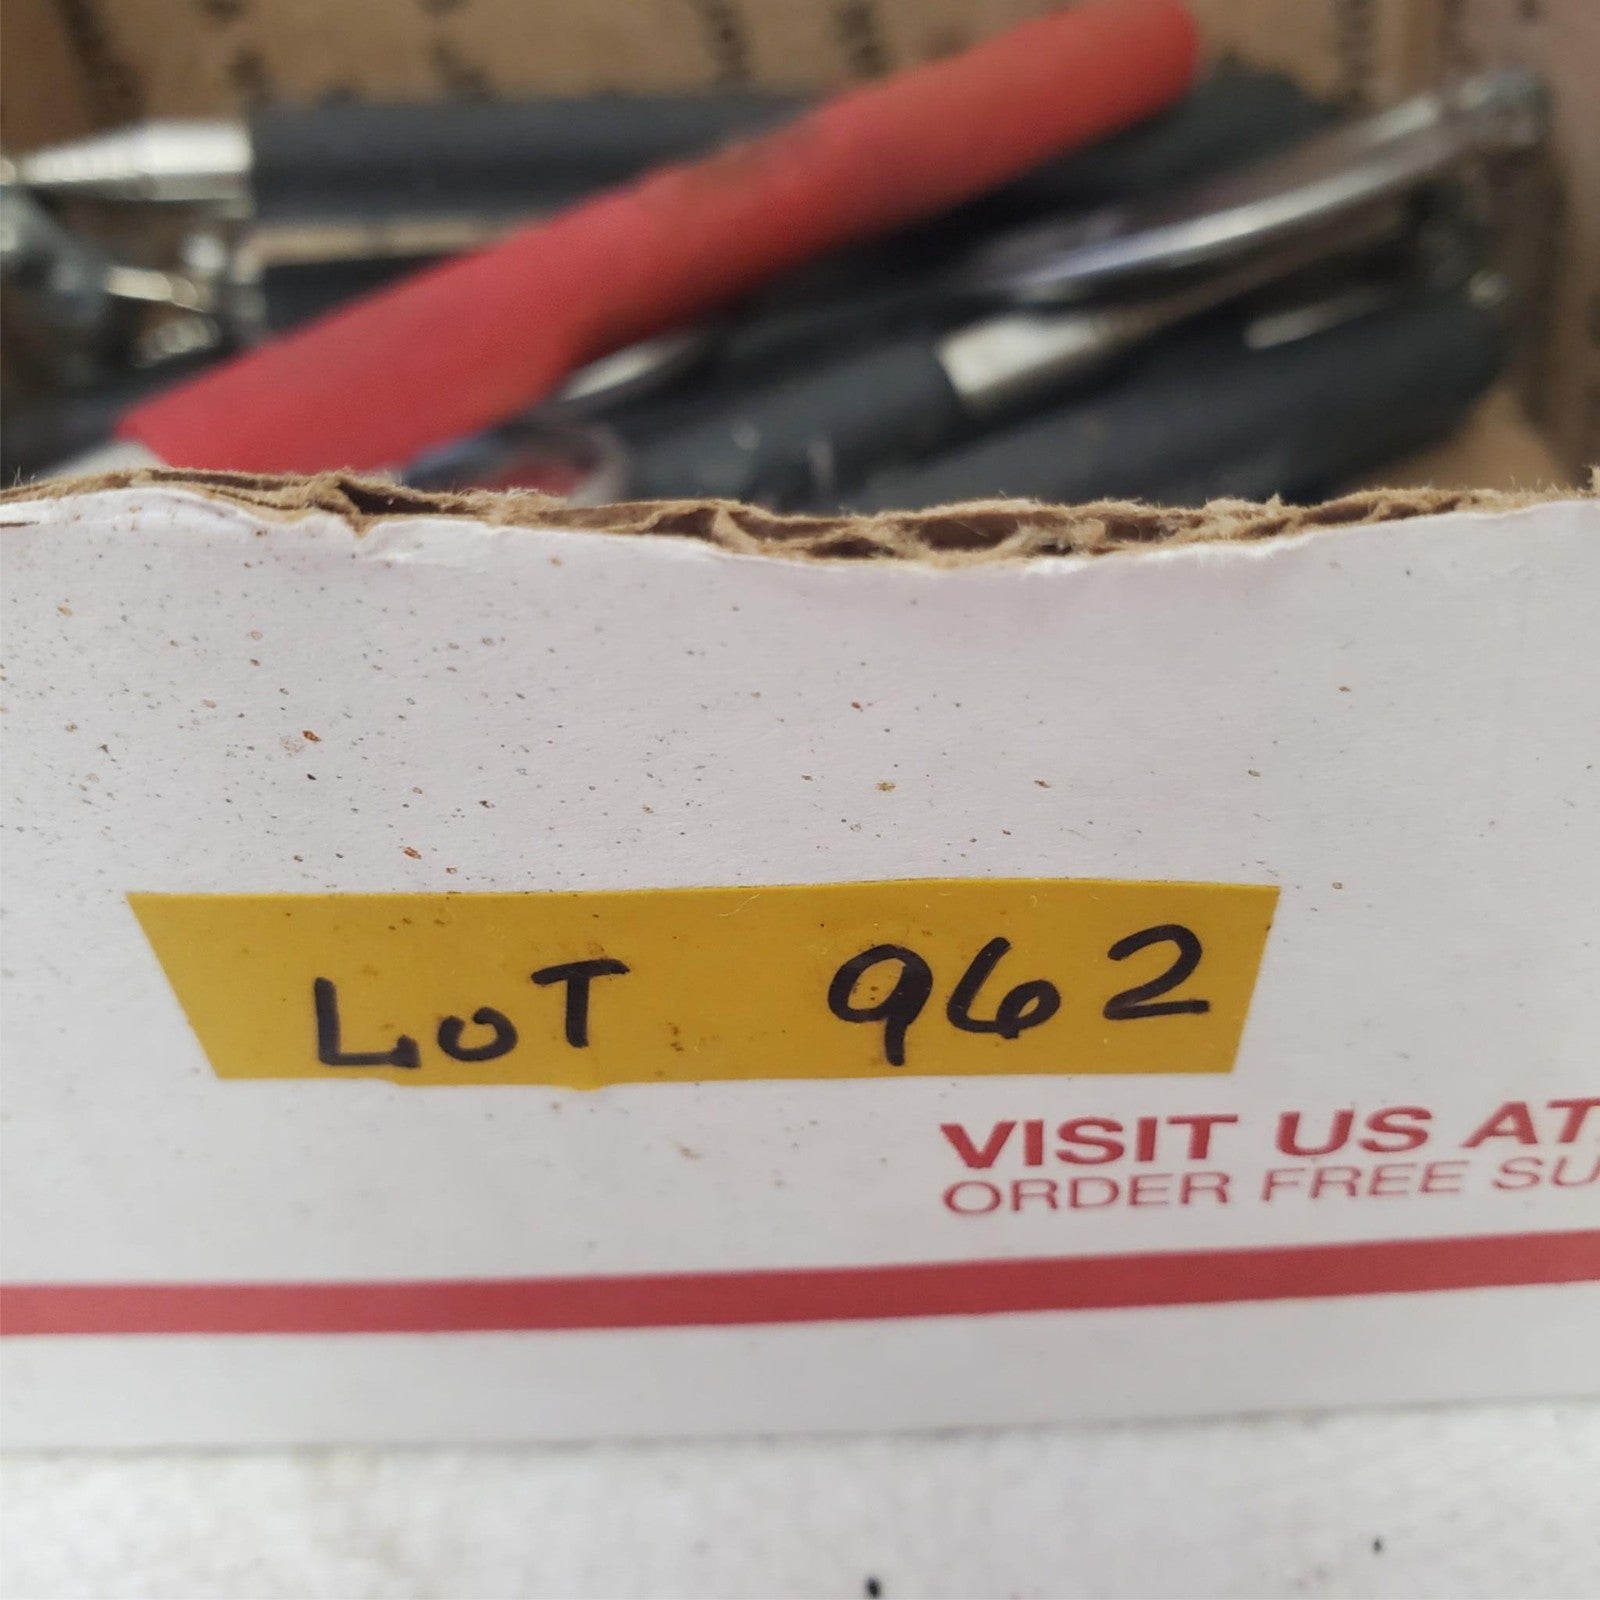 LOT 962
VISIT US AT
ORDER FREE SU